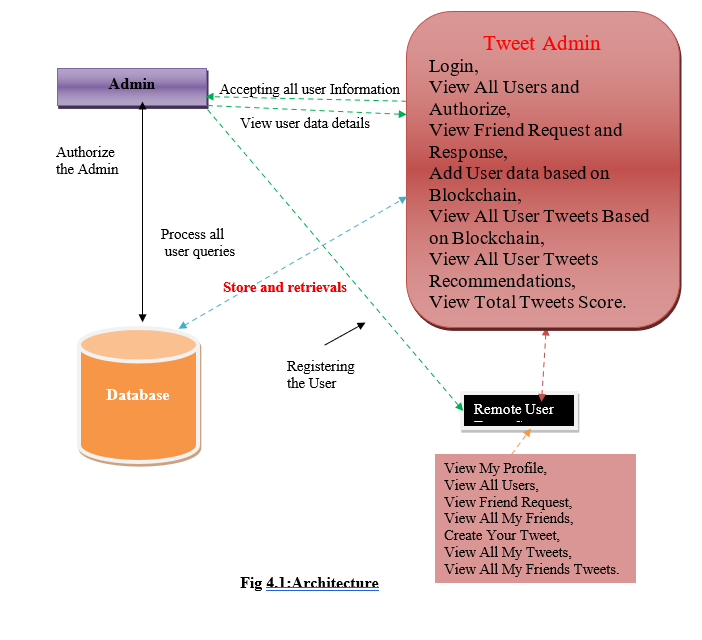 Tweet Admin
Login,
View All Users and
Authorize,
View Friend Request and
Response,
Add User data based on
Blockchain,
View All User Tweets Based
on Blockchain,
View All User Tweets
Recommendations,
View Total Tweets Score.
Admin
Accepting all user Information
View user data details
Authorize
the Admin
Process all
user queries
Store and retrievals
Registering
the User
Database
Remote User
View My Profile,
View All Users,
View Friend Request,
View All My Friends,
Create Your Tweet,
View All My Tweets,
View All My Friends Tweets.
Fig 4.1:Architecture